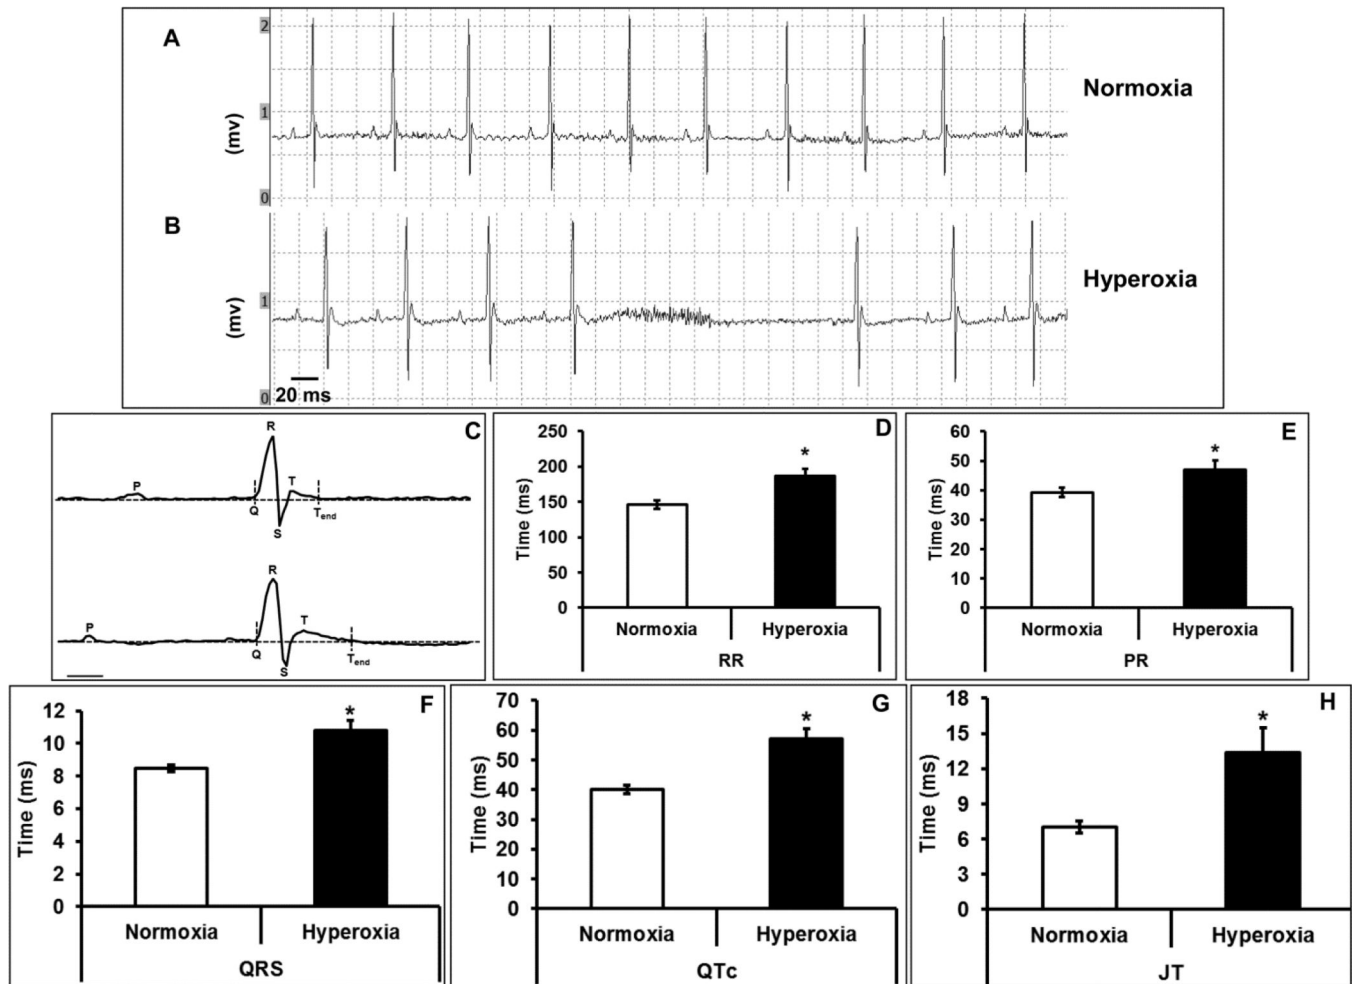 A
2
1
0
(mv)
Normoxia
B
1
0
(mv)
20 ms
Hyperoxia
C
R
P
T
Q
S
Tend
R
P
T
Q
S
Tend
D
250
200
150
100
50
0
Time (ms)
*
Normoxia Hyperoxia
RR
E
60
50
40
30
20
10
0
Time (ms)
*
Normoxia Hyperoxia
PR
F
12
10
8
6
4
2
0
Time (ms)
*
Normoxia Hyperoxia
QRS
G
70
60
50
40
30
20
10
0
Time (ms)
*
Normoxia Hyperoxia
QTc
H
18
15
12
9
6
3
0
Time (ms)
*
Normoxia Hyperoxia
JT